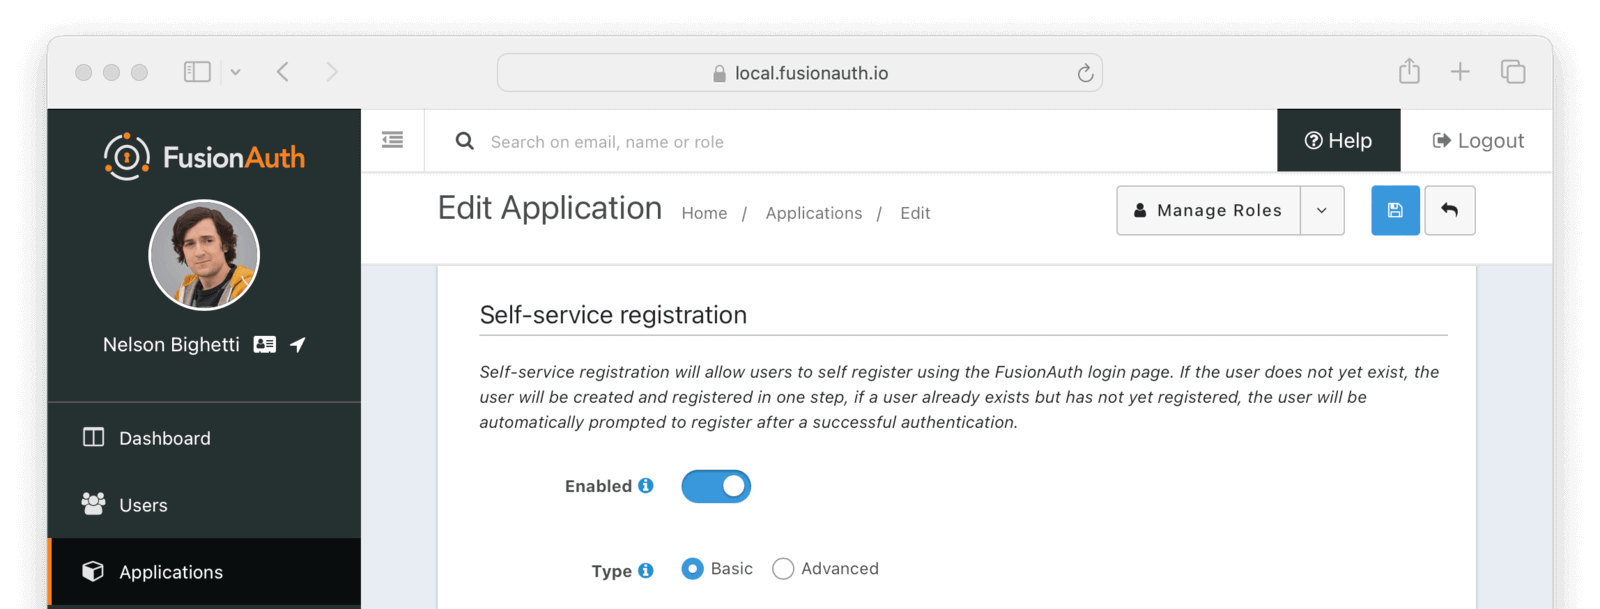 local.fusionauth.io
FusionAuth
Search on email, name or role
Help
Logout
Edit Application
Home / Applications / Edit
Manage Roles
Nelson Bighetti
Dashboard
Users
Applications
Self-service registration
Self-service registration will allow users to self register using the FusionAuth login page. If the user does not yet exist, the
user will be created and registered in one step, if a user already exists but has not yet registered, the user will be
automatically prompted to register after a successful authentication.
Enabled
Type
Basic
Advanced